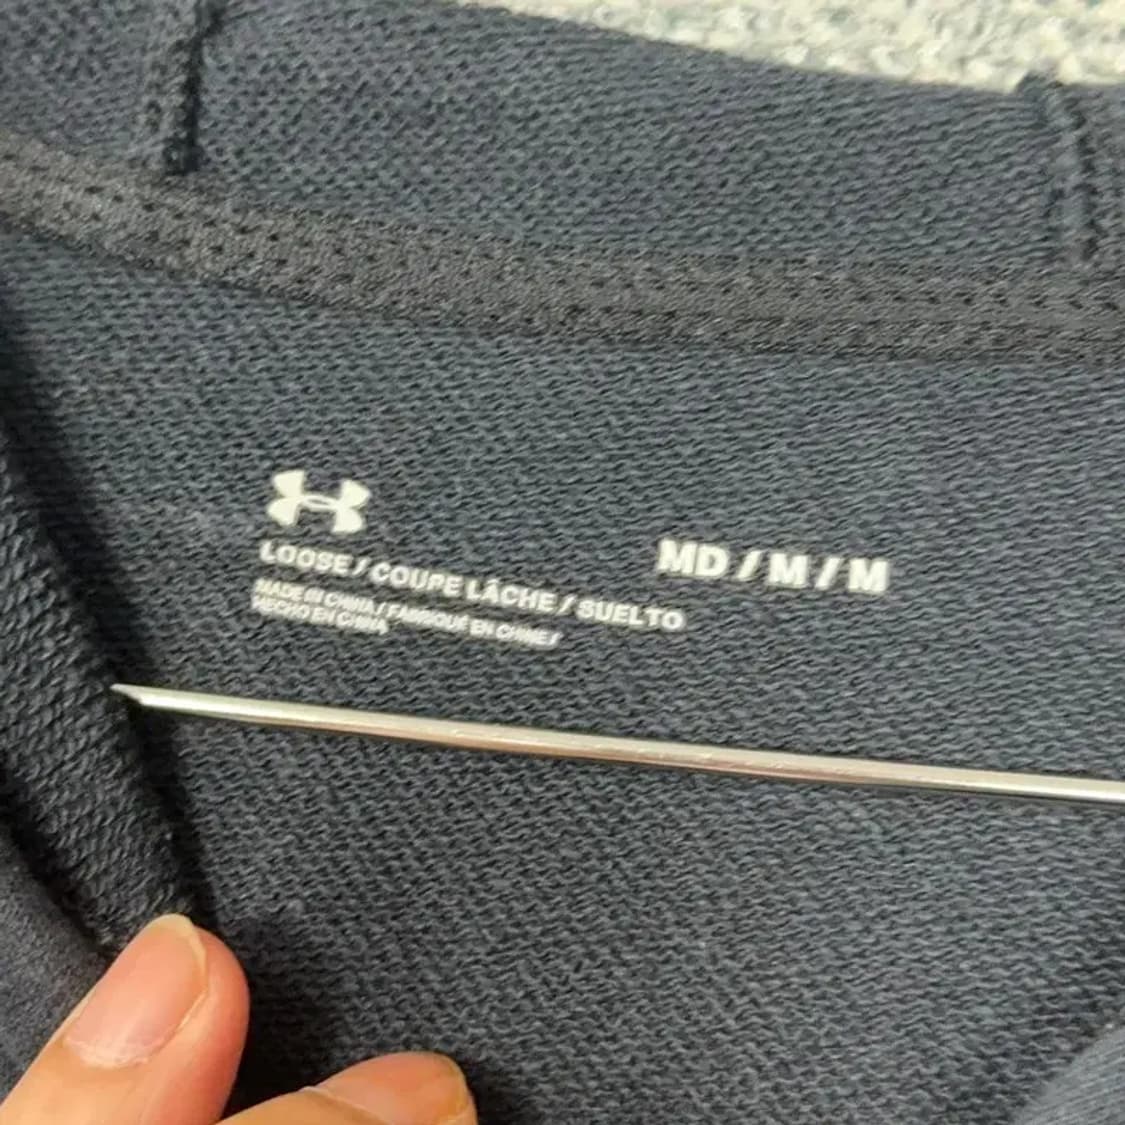 LOOSE / COUPE LÂCHE / SUELTO
MD / M / M
MADE IN CHINA / FABRIQUÉ EN CHINE /
HECHO EN CHINA